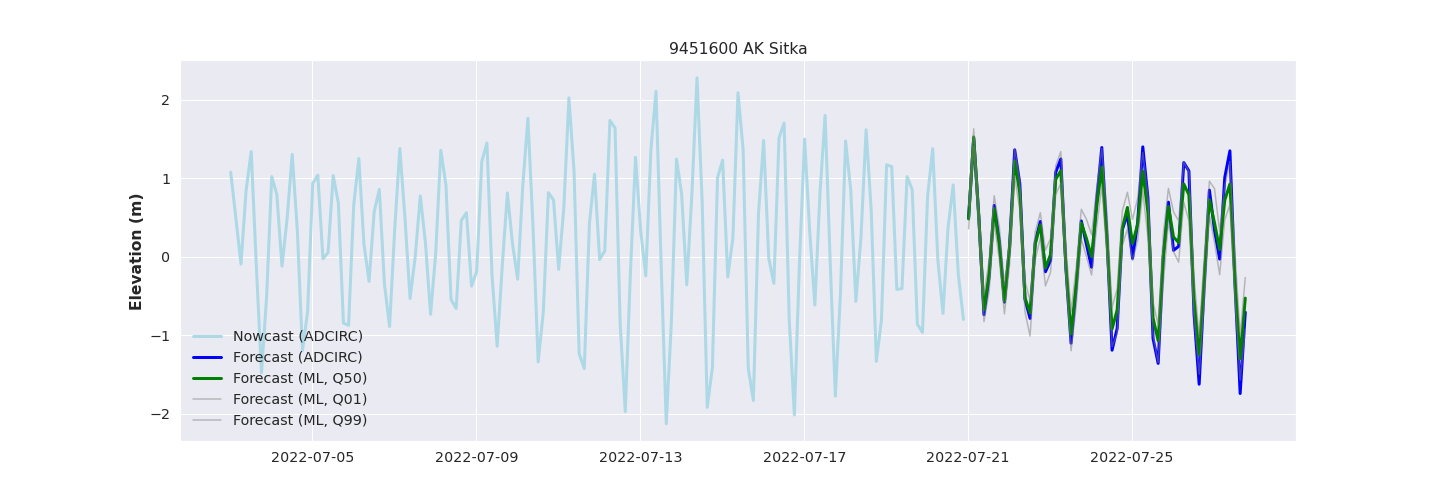 9451600 AK Sitka
Elevation (m)
2
1
0
−1
−2
Nowcast (ADCIRC)
Forecast (ADCIRC)
Forecast (ML, Q50)
Forecast (ML, Q01)
Forecast (ML, Q99)
2022-07-05 2022-07-09 2022-07-13 2022-07-17 2022-07-21 2022-07-25